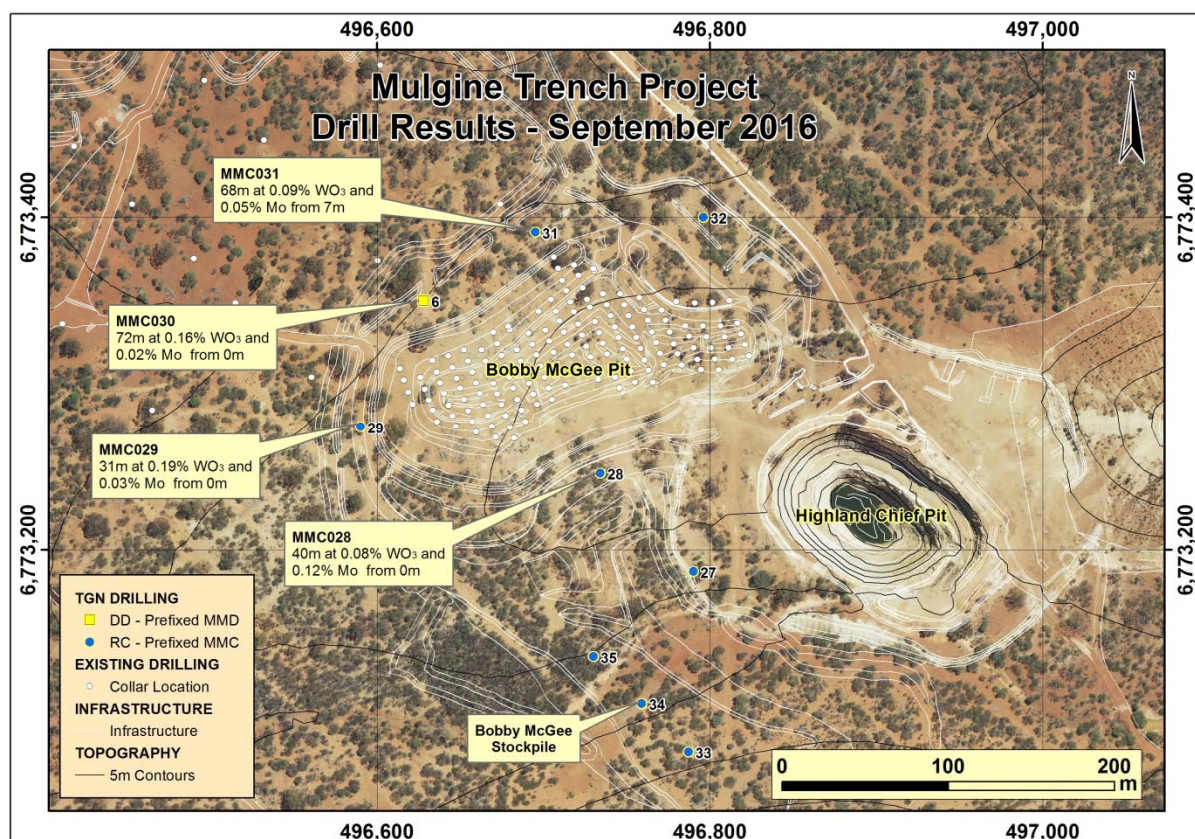 496,600
496,800
497,000
Mulgine Trench Project
Drill Results - September 2016
N
MMC031
68m at 0.09% WO₃ and
0.05% Mo from 7m
6,773,400
6,773,400
32
31
6
MMC030
72m at 0.16% WO₃ and
0.02% Mo from 0m
Bobby McGee Pit
29
MMC029
31m at 0.19% WO₃ and
0.03% Mo from 0m
28
Highland Chief Pit
MMC028
40m at 0.08% WO₃ and
0.12% Mo from 0m
6,773,200
6,773,200
27
TGN DRILLING
DD - Prefixed MMD
RC - Prefixed MMC
EXISTING DRILLING
Collar Location
INFRASTRUCTURE
Infrastructure
TOPOGRAPHY
5m Contours
35
34
Bobby McGee
Stockpile
33
0
100
200
m
496,600
496,800
497,000